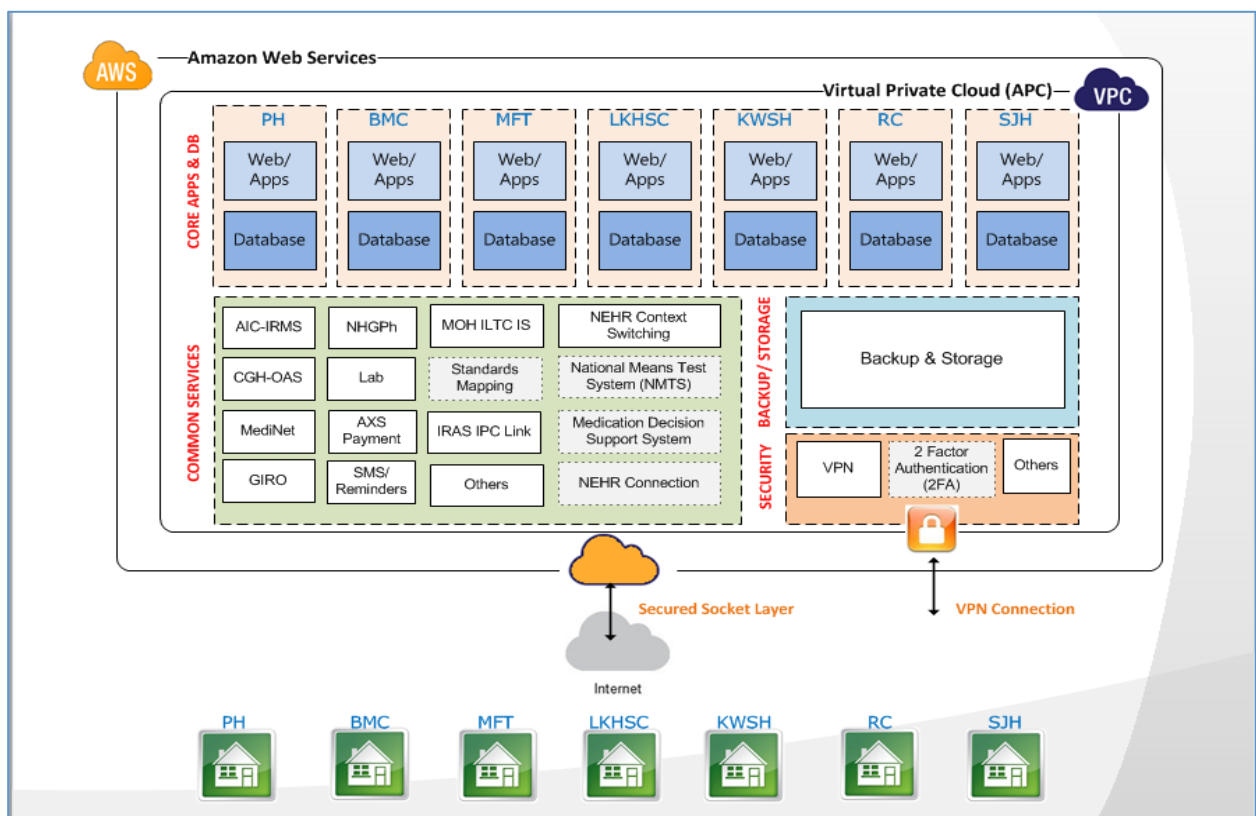 AWS
Amazon Web Services
Virtual Private Cloud (APC)
VPC
CORE APPS & DB
PH
BMC
MFT
LKHSC
KWSH
RC
SJH
Web/
Apps
Web/
Apps
Web/
Apps
Web/
Apps
Web/
Apps
Web/
Apps
Web/
Apps
Database
Database
Database
Database
Database
Database
Database
COMMON SERVICES
AIC-IRMS
NHGPh
MOH ILTC IS
NEHR Context
Switching
CGH-OAS
Lab
Standards
Mapping
National Means Test
System (NMTS)
MediNet
AXS
Payment
IRAS IPC Link
Medication Decision
Support System
GIRO
SMS/
Reminders
Others
NEHR Connection
BACKUP/ STORAGE
Backup & Storage
SECURITY
VPN
2 Factor
Authentication
(2FA)
Others
Secured Socket Layer
VPN Connection
Internet
PH
BMC
MFT
LKHSC
KWSH
RC
SJH